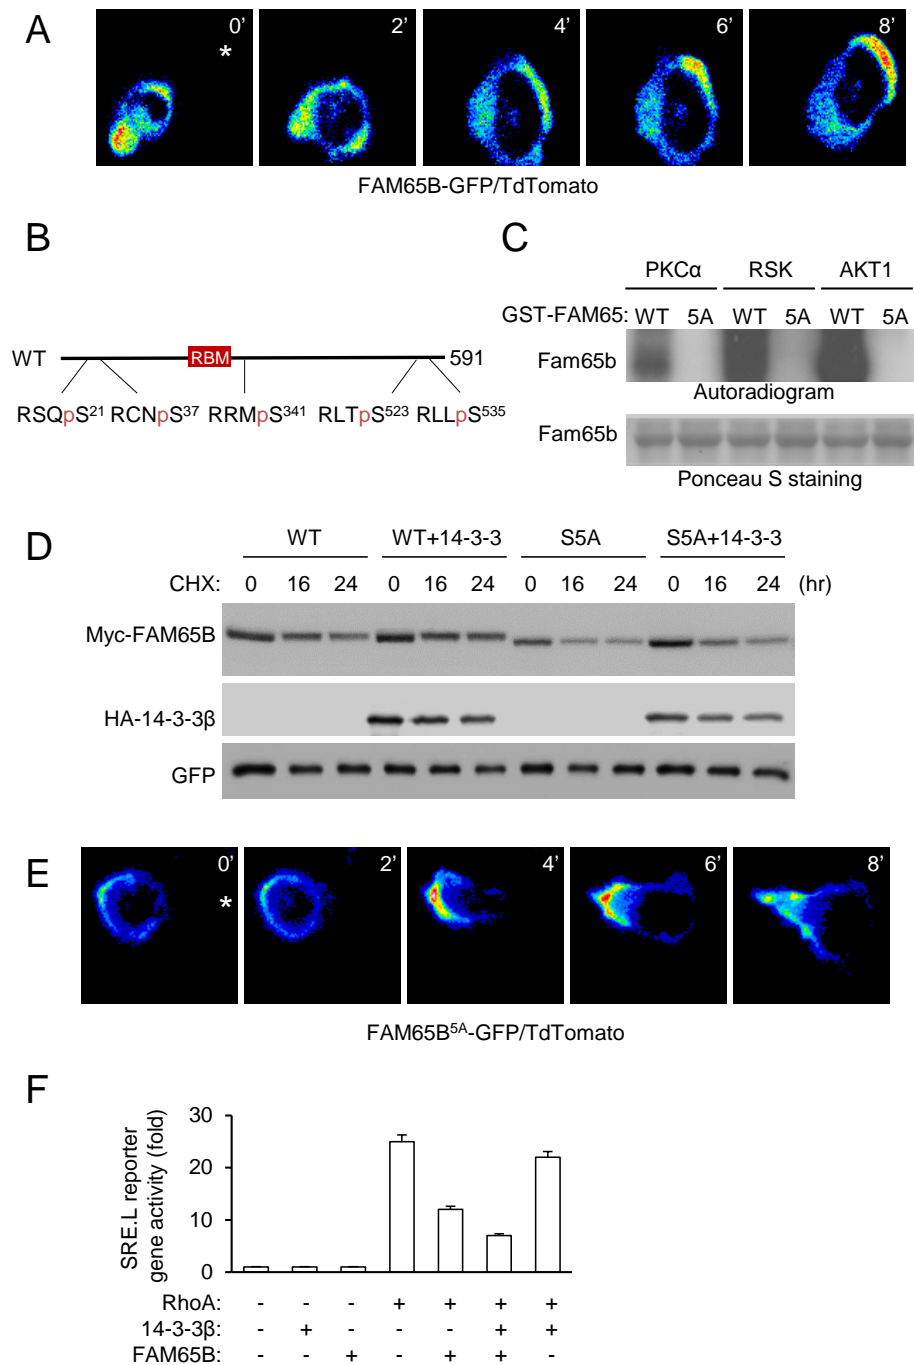 A
0’ 2’ 4’ 6’ 8’
*
FAM65B-GFP/TdTomato
B
WT RBM 591
RSQpS21 RCNpS37 RRMpS341 RLTpS523 RLLpS535
C
PKCα RSK AKT1
GST-FAM65: WT 5A WT 5A WT 5A
Fam65b
Autoradiogram
Fam65b
Ponceau S staining
D
WT WT+14-3-3 S5A S5A+14-3-3
CHX: 0 16 24 0 16 24 0 16 24 0 16 24 (hr)
Myc-FAM65B
HA-14-3-3β
GFP
E
0’ 2’ 4’ 6’ 8’
*
FAM65B5A-GFP/TdTomato
F
SRE.L reporter
gene activity (fold)
30
20
10
0
RhoA: - - - + + + +
14-3-3β: - + - - - + +
FAM65B: - - + - + + -